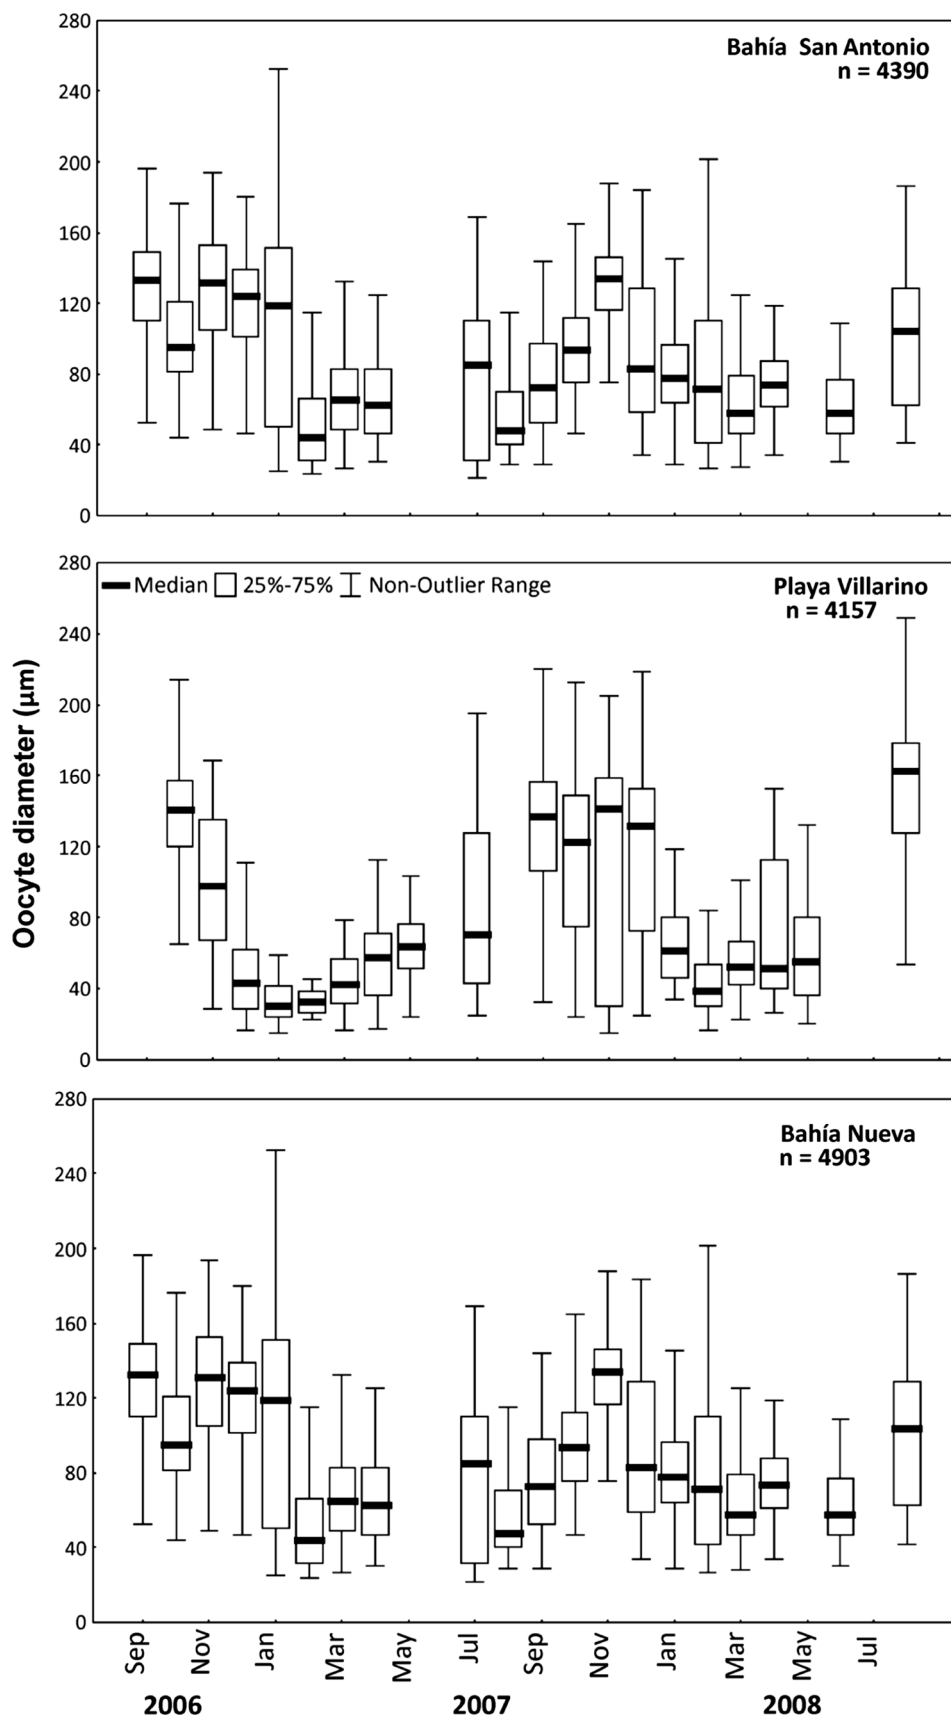 280
240
200
160
120
80
40
0
Bahía San Antonio
n = 4390
Oocyte diameter (µm)
280
240
200
160
120
80
40
0
Median 25%-75% Non-Outlier Range
Playa Villarino
n = 4157
280
240
200
160
120
80
40
0
Bahía Nueva
n = 4903
Sep Nov Jan Mar May Jul Sep Nov Jan Mar May Jul
2006 2007 2008